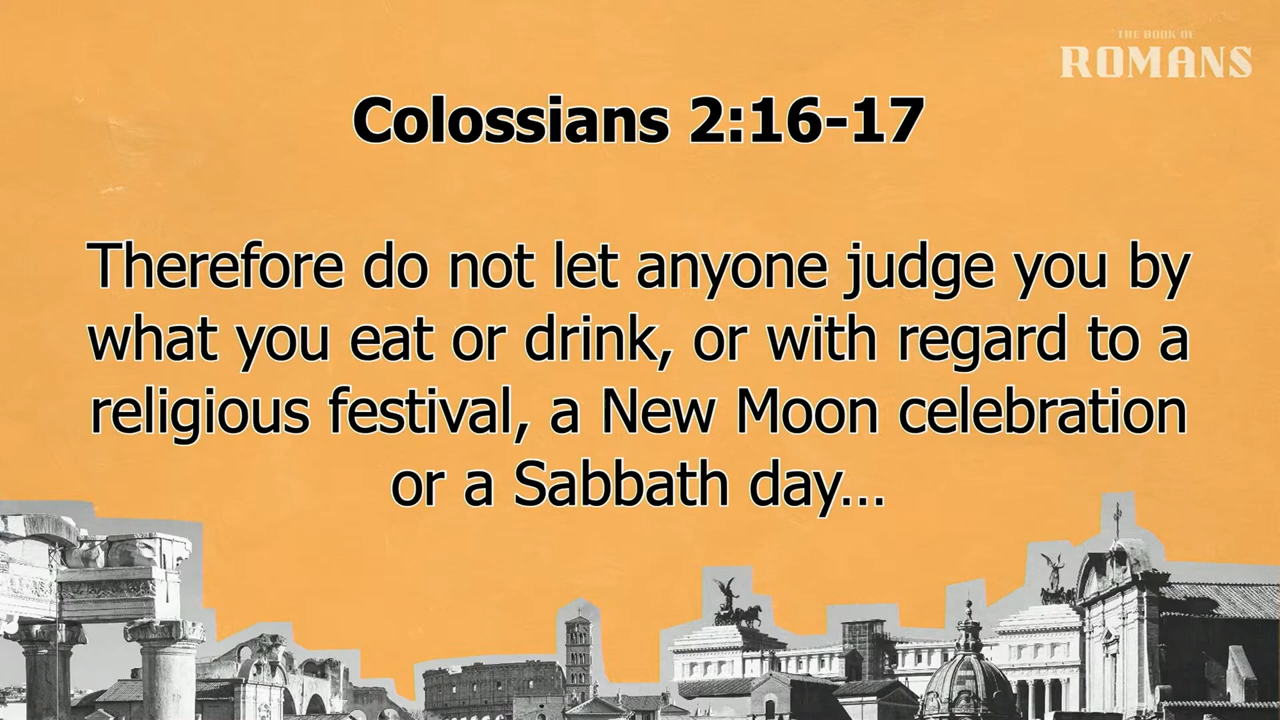 THE BOOK OF
ROMANS
Colossians 2:16-17
Therefore do not let anyone judge you by
what you eat or drink, or with regard to a
religious festival, a New Moon celebration
or a Sabbath day...